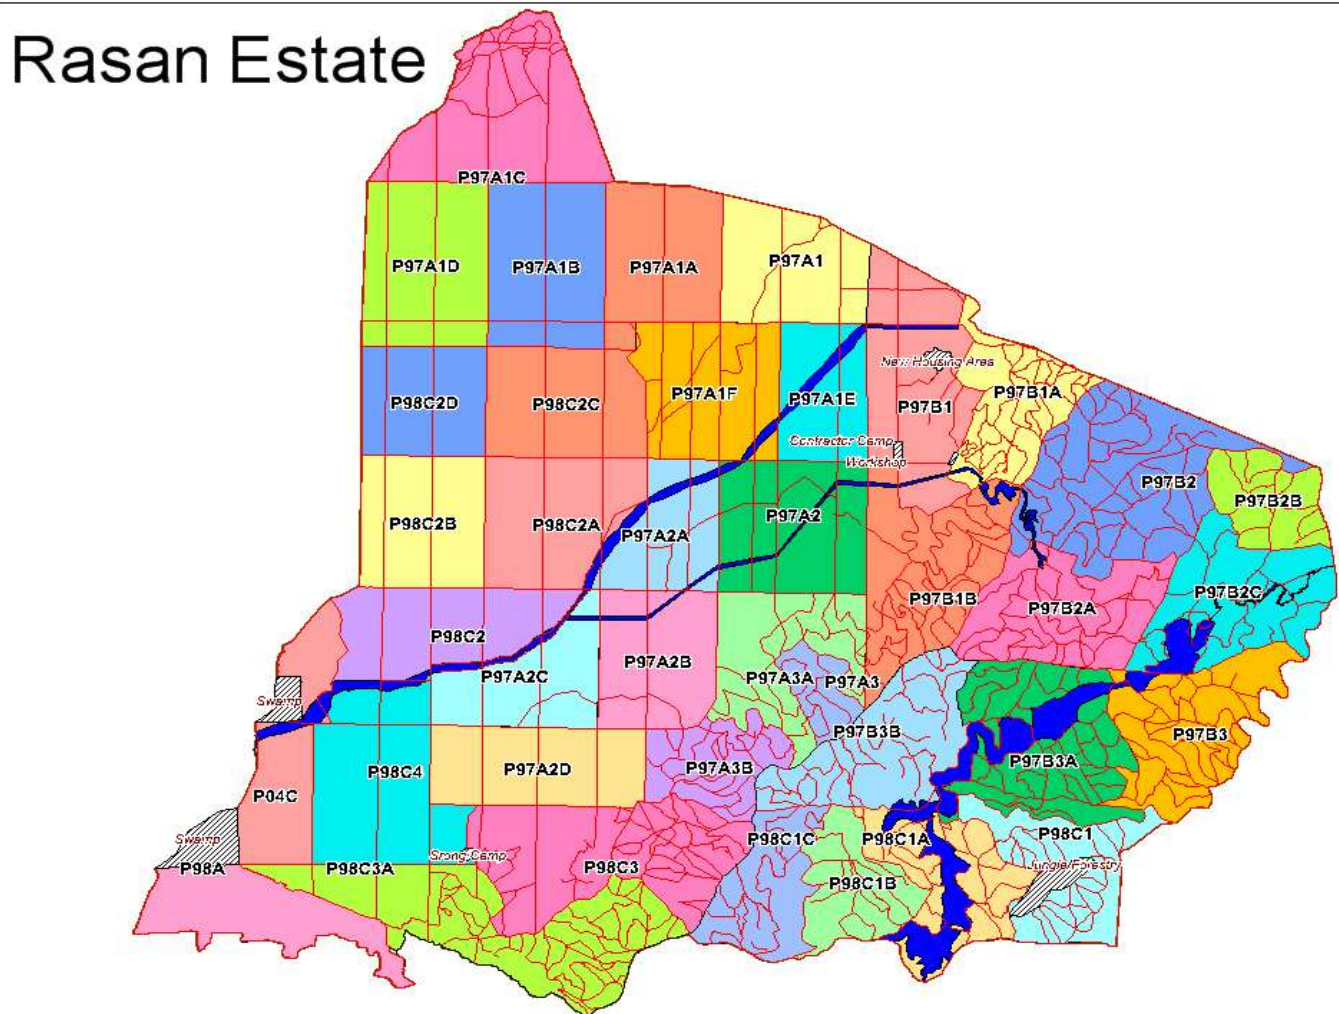 Rasan Estate
P97A1C
P97A1D
P97A1B
P97A1A
P97A1
New Housing Area
P98C2D
P98C2C
P97A1F
P97A1E
P97B1
P97B1A
Contractor Camp
Workshop
P97B2
P97B2B
P98C2B
P98C2A
P97A2A
P97A2
P97B1B
P97B2A
P97B2C
P98C2
P97A2C
P97A2B
P97A3A
P97A3
Swamp
P97B3B
P97B3
P97B3A
P98C4
P97A2D
P97A3B
P04C
Swamp
P98A
P98C3A
Srong Camp
P98C3
P98C1C
P98C1A
P98C1
Jungle/Forestry
P98C1B